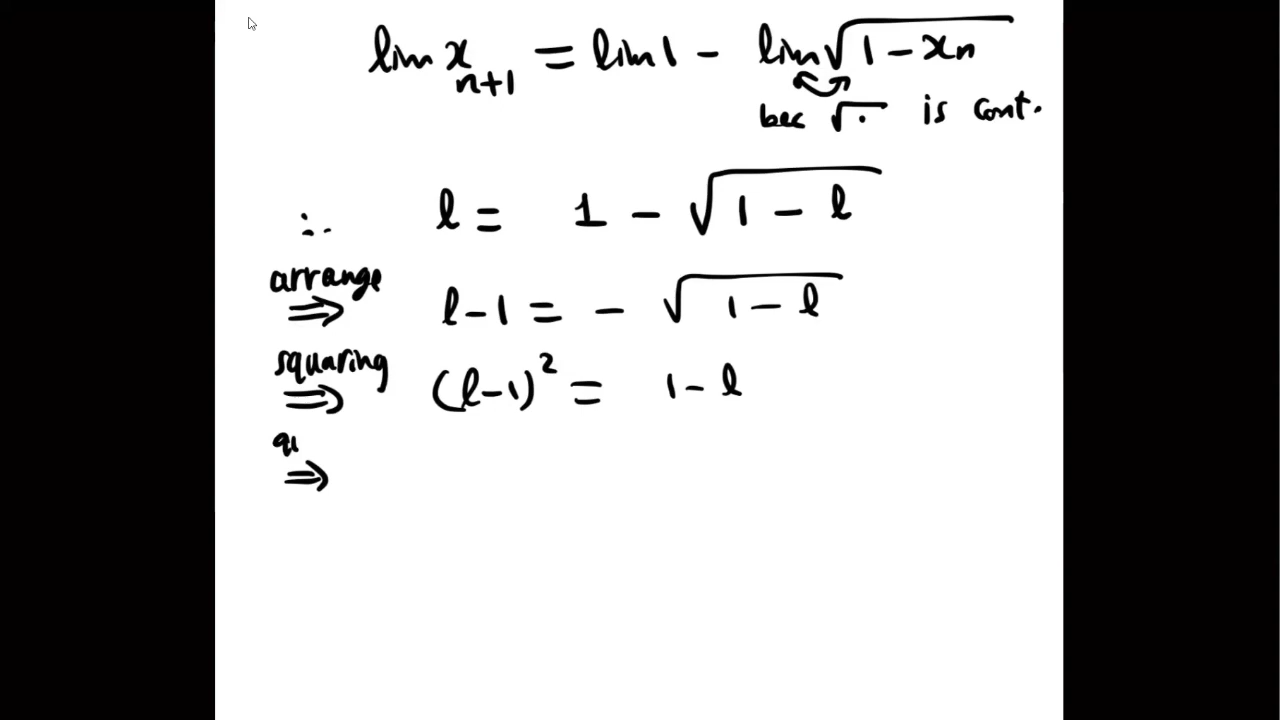 lim x_{n+1} = lim 1 - lim √(1 - x_n)
bec √· is cont.
∴ l = 1 - √(1 - l)
arrange
⇒ l - 1 = - √(1 - l)
squaring
⇒ (l - 1)² = 1 - l
⇒